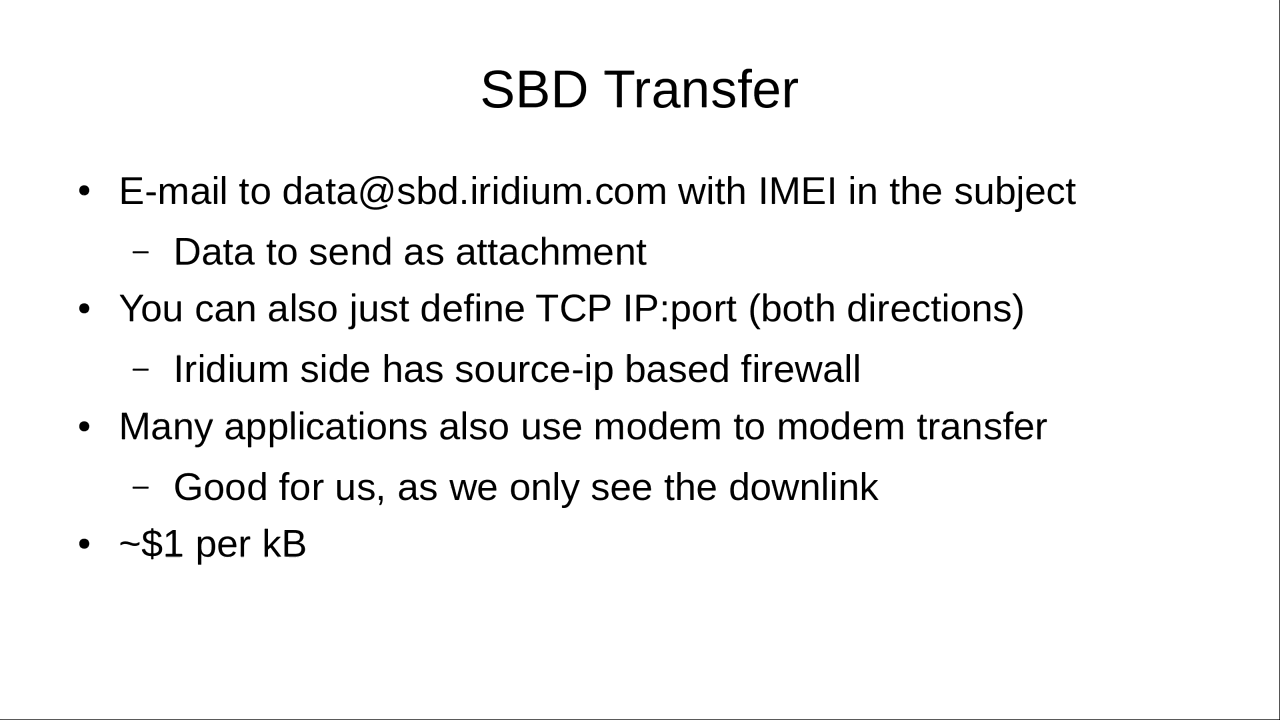 SBD Transfer
• E-mail to data@sbd.iridium.com with IMEI in the subject
– Data to send as attachment
• You can also just define TCP IP:port (both directions)
– Iridium side has source-ip based firewall
• Many applications also use modem to modem transfer
– Good for us, as we only see the downlink
• ~$1 per kB